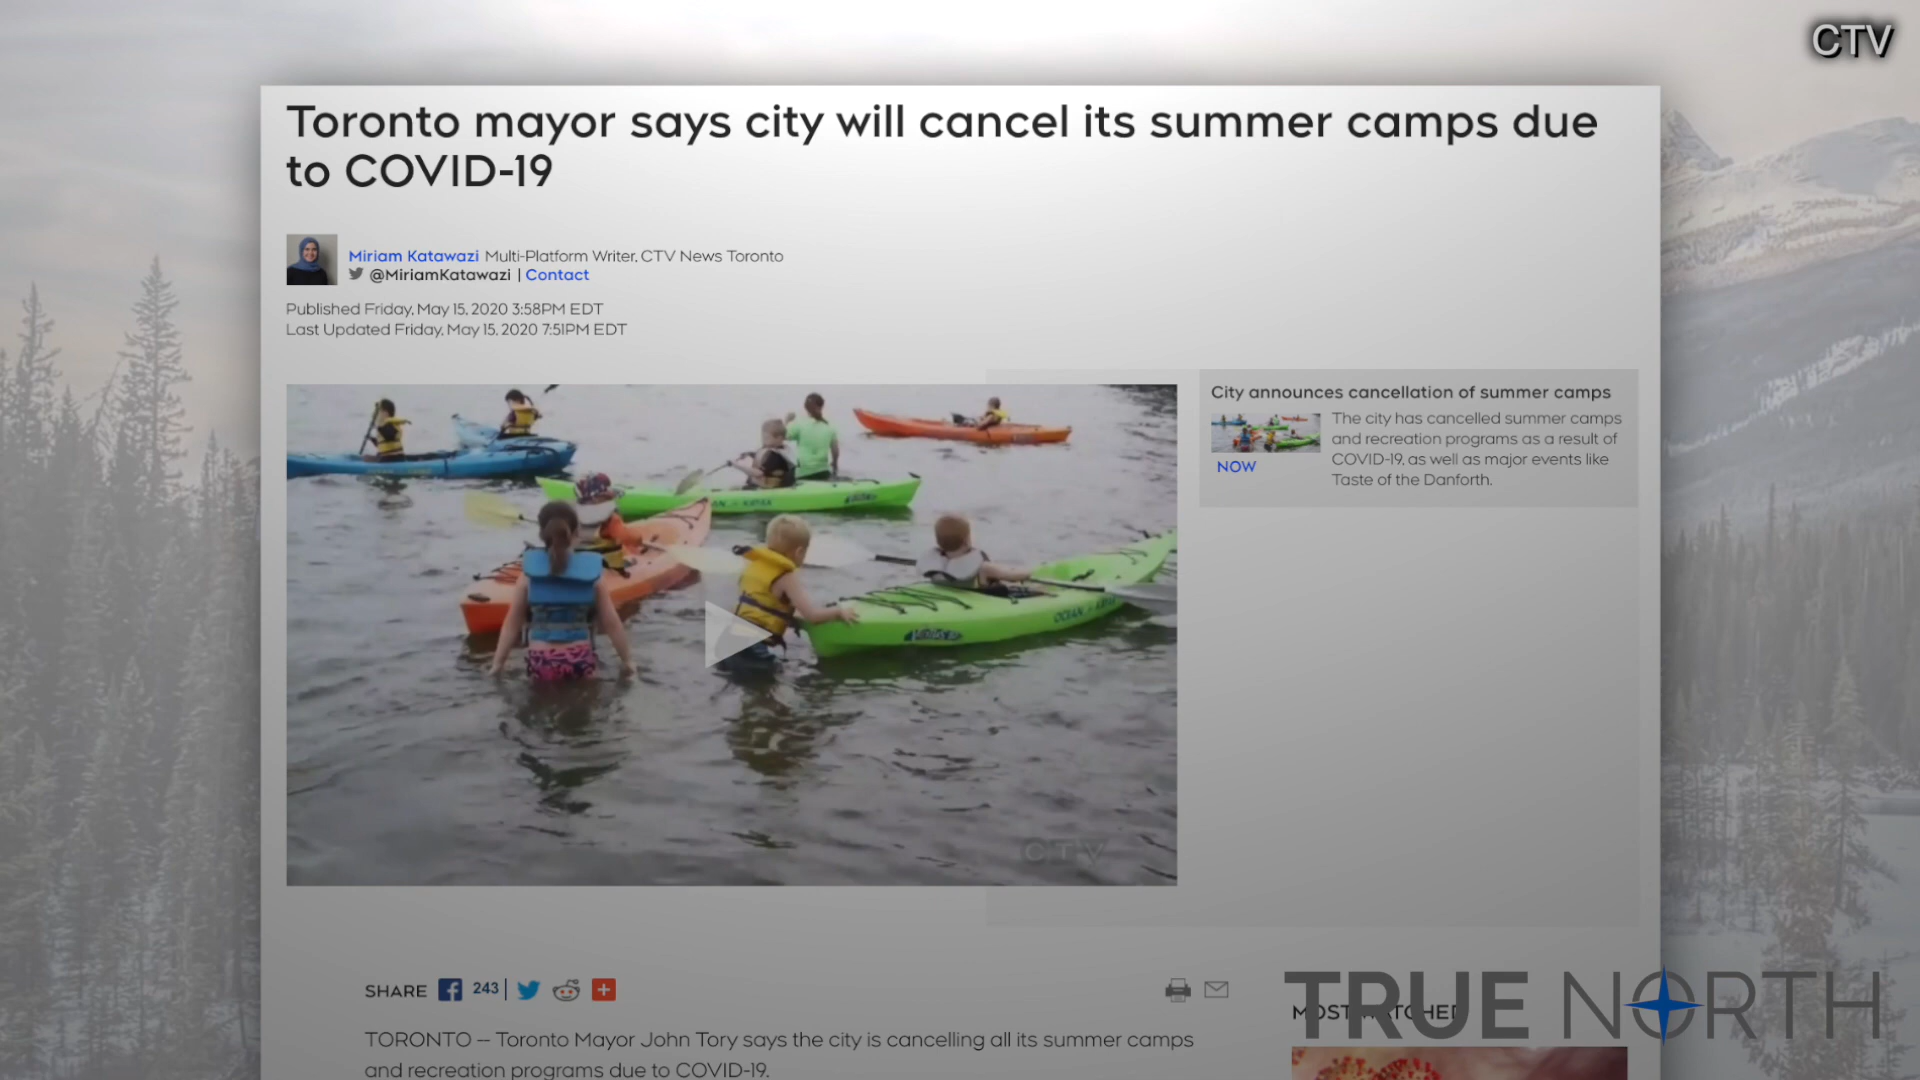 CTV
Toronto mayor says city will cancel its summer camps due
to COVID-19
Miriam Katawazi Multi-Platform Writer, CTV News Toronto
@MiriamKatawazi | Contact
Published Friday, May 15, 2020 3:58PM EDT
Last Updated Friday, May 15, 2020 7:51PM EDT
City announces cancellation of summer camps
The city has cancelled summer camps
and recreation programs as a result of
COVID-19, as well as major events like
Taste of the Danforth.
NOW
CTV
SHARE 243 |
TRUE NORTH
MOST WATCHED
TORONTO -- Toronto Mayor John Tory says the city is cancelling all its summer camps
and recreation programs due to COVID-19.